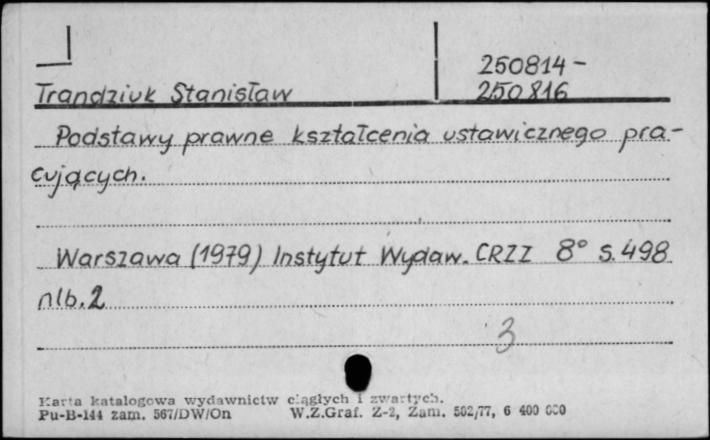 250814-
Trandziuk Stanisław 250816
Podstawy prawne kształcenia ustawicznego pra-
cujących.
Warszawa (1979) Instytut Wydaw. CRZZ 8° S. 498
nlb. 2
3
Karta katalogowa wydawnictw ciągłych i zwartych.
Pu-B-144 zam. 567/DW/On W.Z.Graf. Z-2, Zam. 502/77, 6 400 000